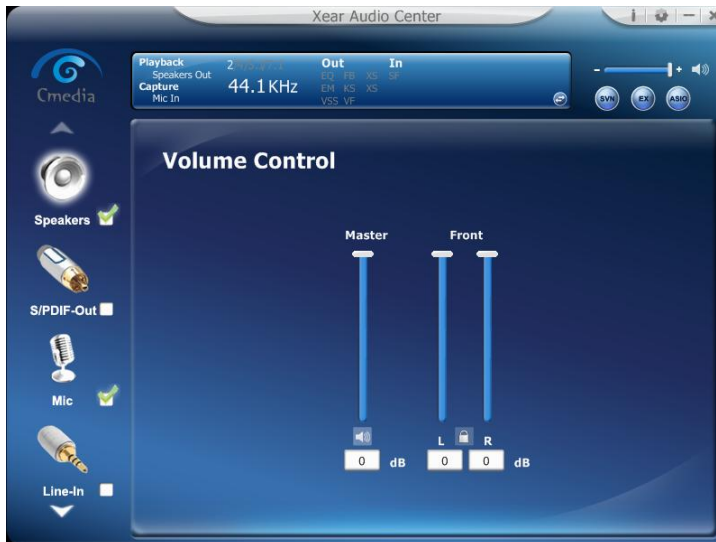 Xear Audio Center
Cmedia
Playback
Speakers Out
Capture
Mic In
44.1KHz
Out In
EQ FB XS SF
EM KS XS
VSS VF
- +
SVN EX ASIO
Volume Control
Speakers
S/PDIF-Out
Mic
Line-In
Master Front
L R
0 dB 0 0 dB